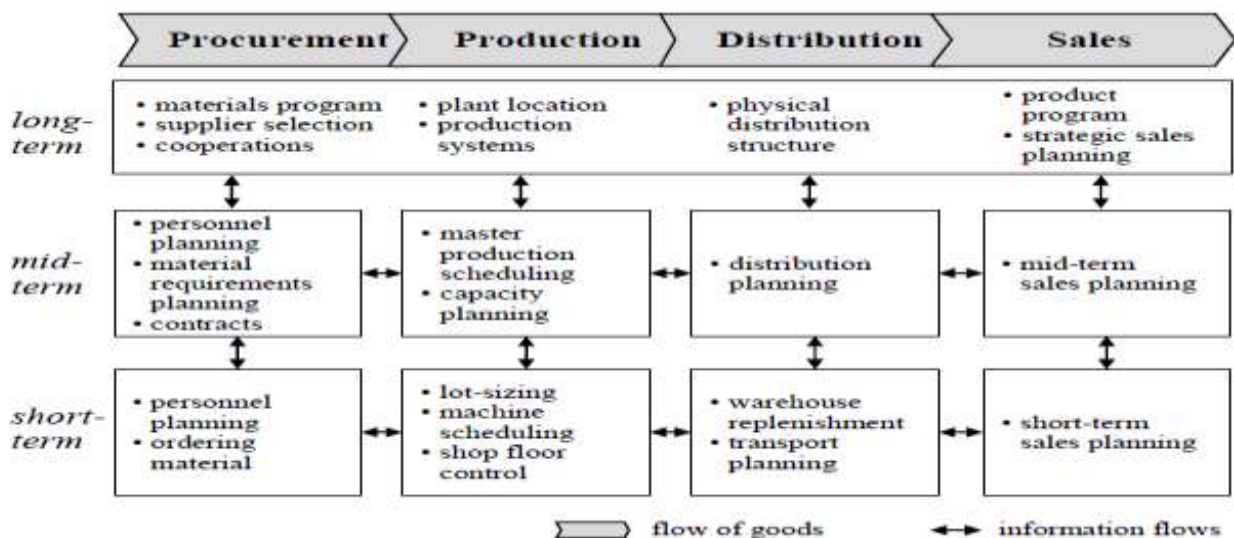 Procurement Production Distribution Sales
long-
term
• materials program
• supplier selection
• cooperations
• plant location
• production
systems
• physical
distribution
structure
• product
program
• strategic sales
planning
mid-
term
• personnel
planning
• material
requirements
planning
• contracts
• master
production
scheduling
• capacity
planning
• distribution
planning
• mid-term
sales planning
short-
term
• personnel
planning
• ordering
material
• lot-sizing
• machine
scheduling
• shop floor
control
• warehouse
replenishment
• transport
planning
• short-term
sales planning
flow of goods
information flows